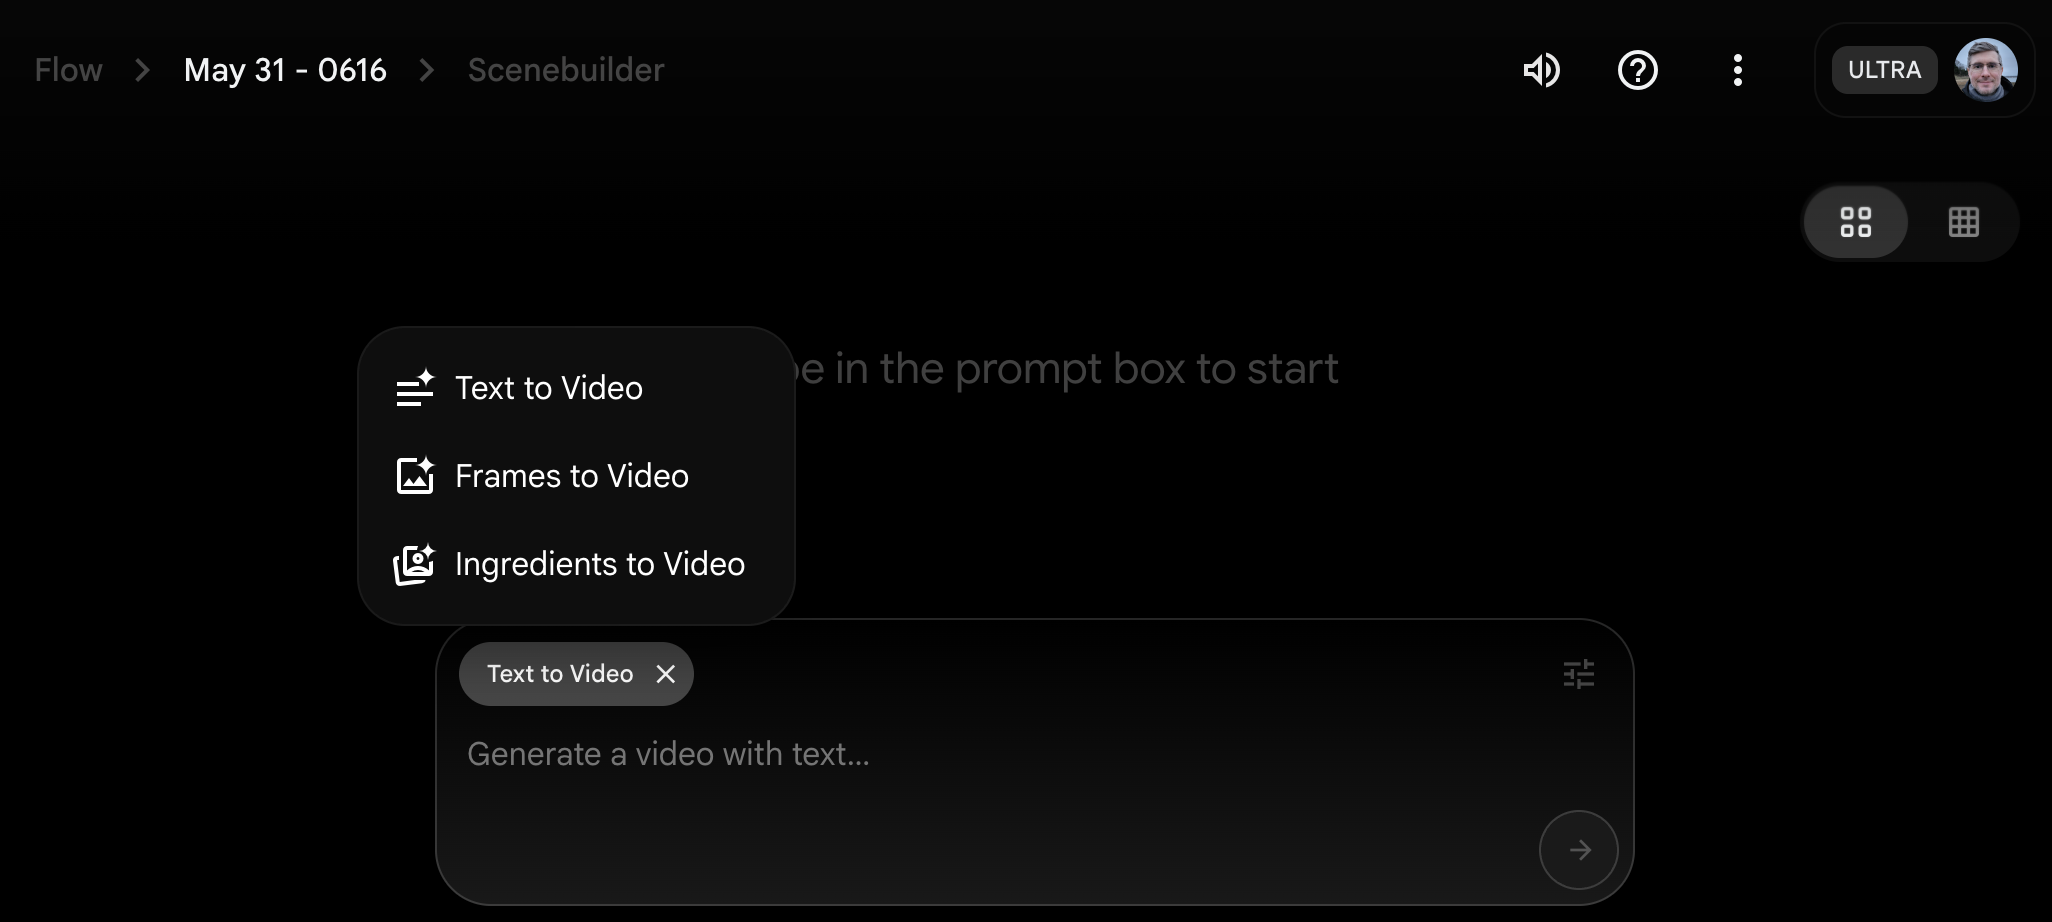 Flow > May 31 - 0616 > Scenebuilder
ULTRA
in the prompt box to start
Text to Video
Frames to Video
Ingredients to Video
Text to Video
Generate a video with text...